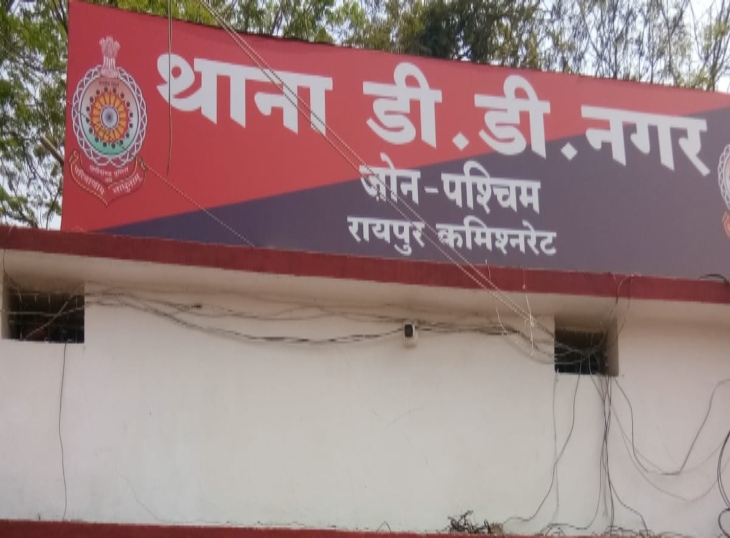 थाना डी.डी.नगर
जोन-पश्चिम
रायपुर कमिश्नरेट